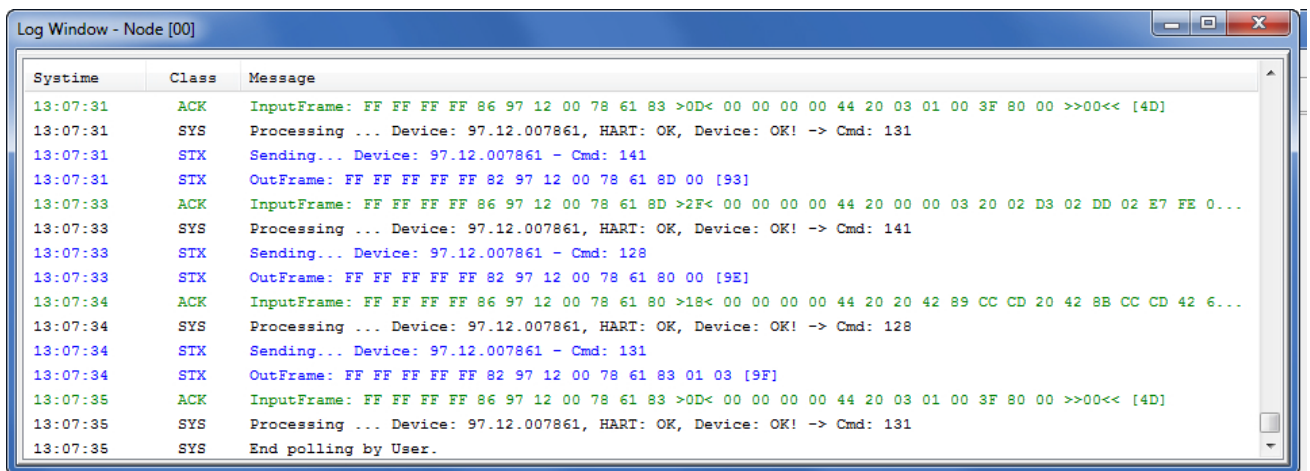 Log Window - Node [00]
Systime Class Message
13:07:31 ACK InputFrame: FF FF FF FF 86 97 12 00 78 61 83 >0D< 00 00 00 00 44 20 03 01 00 3F 80 00 >>00<< [4D]
13:07:31 SYS Processing ... Device: 97.12.007861, HART: OK, Device: OK! -> Cmd: 131
13:07:31 STX Sending... Device: 97.12.007861 - Cmd: 141
13:07:31 STX OutFrame: FF FF FF FF FF 82 97 12 00 78 61 8D 00 [93]
13:07:33 ACK InputFrame: FF FF FF FF 86 97 12 00 78 61 8D >2F< 00 00 00 00 44 20 00 00 03 20 02 D3 02 DD 02 E7 FE 0...
13:07:33 SYS Processing ... Device: 97.12.007861, HART: OK, Device: OK! -> Cmd: 141
13:07:33 STX Sending... Device: 97.12.007861 - Cmd: 128
13:07:33 STX OutFrame: FF FF FF FF FF 82 97 12 00 78 61 80 00 [9E]
13:07:34 ACK InputFrame: FF FF FF FF 86 97 12 00 78 61 80 >18< 00 00 00 00 44 20 20 42 89 CC CD 20 42 8B CC CD 42 6...
13:07:34 SYS Processing ... Device: 97.12.007861, HART: OK, Device: OK! -> Cmd: 128
13:07:34 STX Sending... Device: 97.12.007861 - Cmd: 131
13:07:34 STX OutFrame: FF FF FF FF FF 82 97 12 00 78 61 83 01 03 [9F]
13:07:35 ACK InputFrame: FF FF FF FF 86 97 12 00 78 61 83 >0D< 00 00 00 00 44 20 03 01 00 3F 80 00 >>00<< [4D]
13:07:35 SYS Processing ... Device: 97.12.007861, HART: OK, Device: OK! -> Cmd: 131
13:07:35 SYS End polling by User.